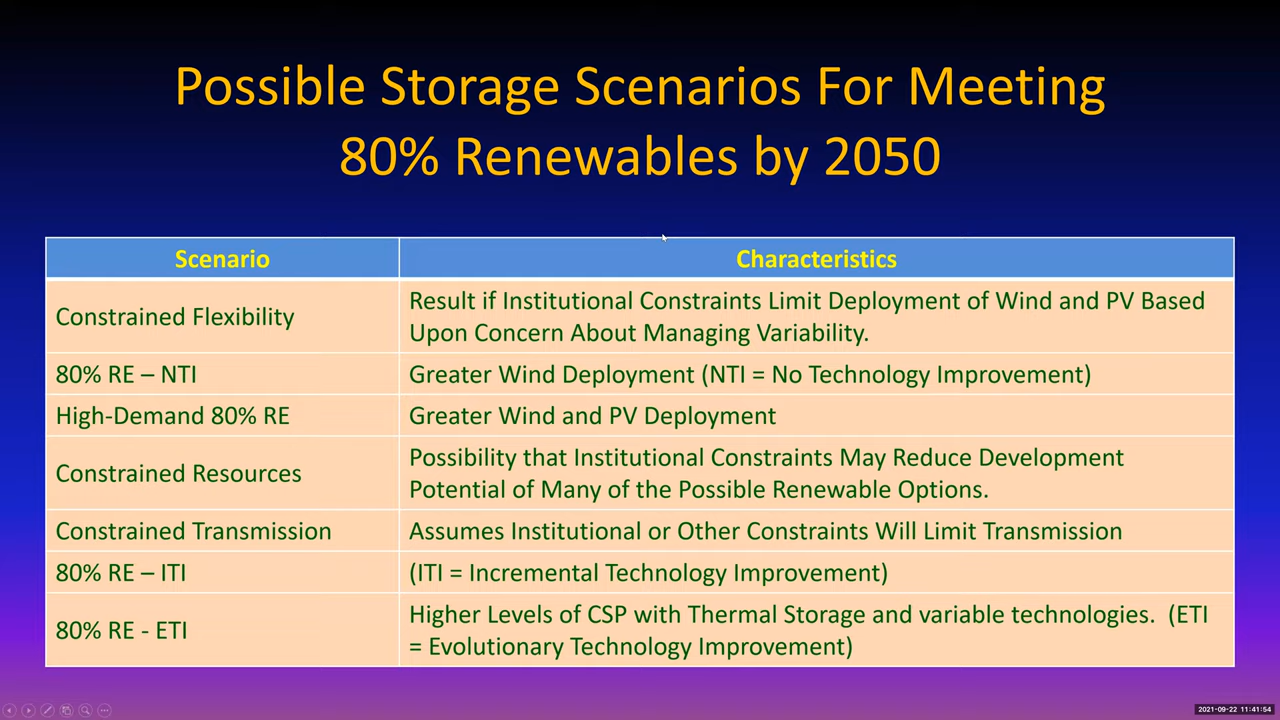 Possible Storage Scenarios For Meeting
80% Renewables by 2050
Scenario
Characteristics
Constrained Flexibility
Result if Institutional Constraints Limit Deployment of Wind and PV Based
Upon Concern About Managing Variability.
80% RE – NTI
Greater Wind Deployment (NTI = No Technology Improvement)
High-Demand 80% RE
Greater Wind and PV Deployment
Constrained Resources
Possibility that Institutional Constraints May Reduce Development
Potential of Many of the Possible Renewable Options.
Constrained Transmission
Assumes Institutional or Other Constraints Will Limit Transmission
80% RE – ITI
(ITI = Incremental Technology Improvement)
80% RE - ETI
Higher Levels of CSP with Thermal Storage and variable technologies.  (ETI
= Evolutionary Technology Improvement)
2021-09-22 11:41:54